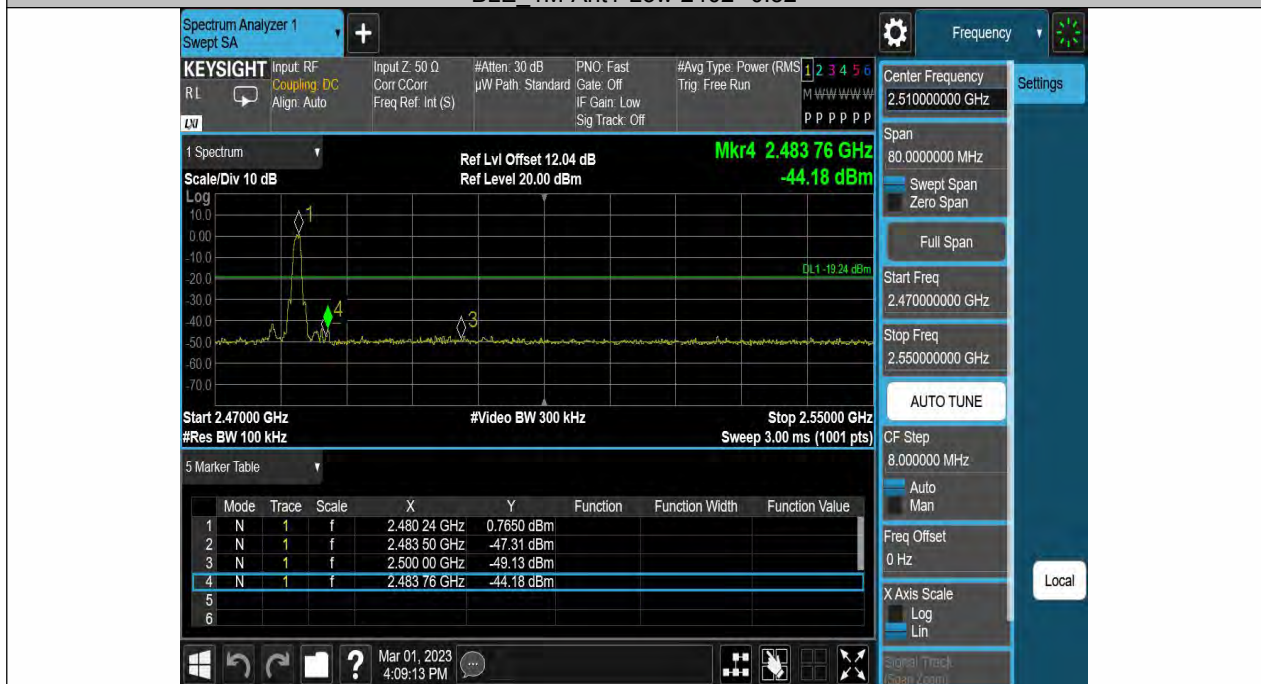 Spectrum Analyzer 1
Swept SA
+
Frequency
KEYSIGHT
RL
LXI
Input: RF
Coupling: DC
Align: Auto
Input Z: 50 Ω
Corr CCorr
Freq Ref: Int (S)
#Atten: 30 dB
µW Path: Standard
PNO: Fast
Gate: Off
IF Gain: Low
Sig Track: Off
#Avg Type: Power (RMS
Trig: Free Run
1 2 3 4 5 6
M W W W W W
P P P P P P
1 Spectrum
Scale/Div 10 dB
Ref Lvl Offset 12.04 dB
Ref Level 20.00 dBm
Mkr4 2.483 76 GHz
-44.18 dBm
Log
10.0
0.00
-10.0
-20.0
-30.0
-40.0
-50.0
-60.0
-70.0
1
4
3
DL1 -19.24 dBm
Start 2.47000 GHz
#Res BW 100 kHz
#Video BW 300 kHz
Stop 2.55000 GHz
Sweep 3.00 ms (1001 pts)
5 Marker Table
Mode Trace Scale X Y Function Function Width Function Value
1 N 1 f 2.480 24 GHz 0.7650 dBm
2 N 1 f 2.483 50 GHz -47.31 dBm
3 N 1 f 2.500 00 GHz -49.13 dBm
4 N 1 f 2.483 76 GHz -44.18 dBm
5
6
?
Mar 01, 2023
4:09:13 PM
Center Frequency
2.510000000 GHz
Settings
Span
80.0000000 MHz
Swept Span
Zero Span
Full Span
Start Freq
2.470000000 GHz
Stop Freq
2.550000000 GHz
AUTO TUNE
CF Step
8.000000 MHz
Auto
Man
Freq Offset
0 Hz
X Axis Scale
Log
Lin
Local
Signal Track
(Span Zoom)